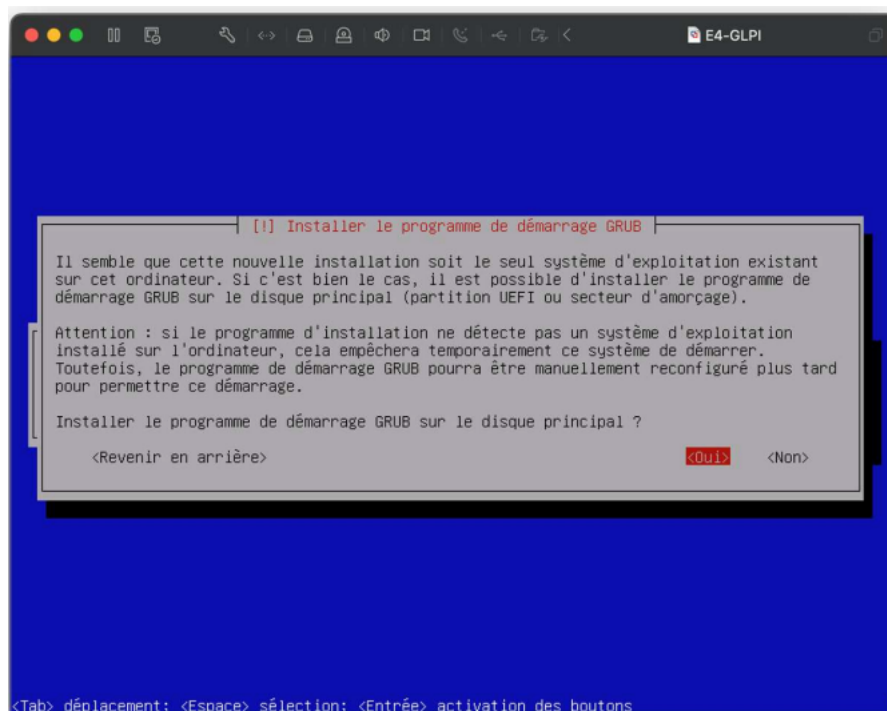 E4-GLPI
[!] Installer le programme de démarrage GRUB
Il semble que cette nouvelle installation soit le seul système d'exploitation existant
sur cet ordinateur. Si c'est bien le cas, il est possible d'installer le programme de
démarrage GRUB sur le disque principal (partition UEFI ou secteur d'amorçage).
Attention : si le programme d'installation ne détecte pas un système d'exploitation
installé sur l'ordinateur, cela empêchera temporairement ce système de démarrer.
Toutefois, le programme de démarrage GRUB pourra être manuellement reconfiguré plus tard
pour permettre ce démarrage.
Installer le programme de démarrage GRUB sur le disque principal ?
<Revenir en arrière> <Oui> <Non>
<Tab> déplacement; <Espace> sélection; <Entrée> activation des boutons